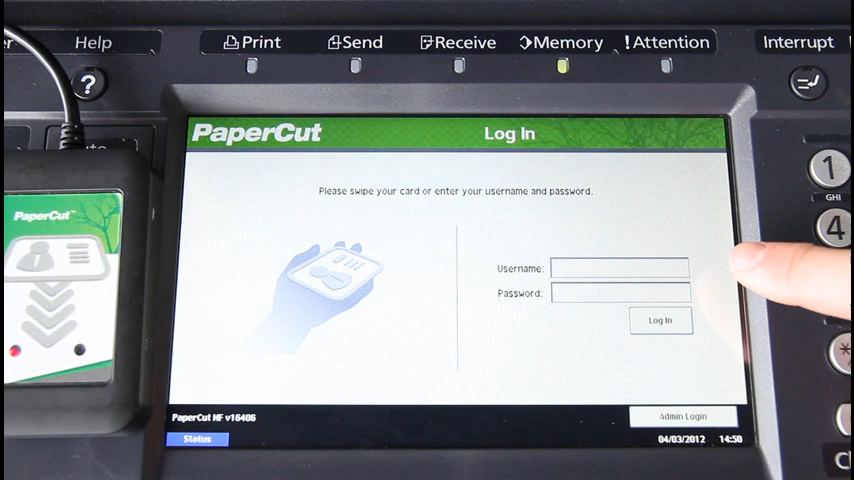 Help
Print
Send
Receive
Memory
!Attention
Interrupt
?
PaperCut
Log In
1
GHI
4
Please swipe your card or enter your username and password.
PaperCut
Username:
Password:
Log In
*
PaperCut MF v16406
Admin Login
Status
04/03/2012 14:50